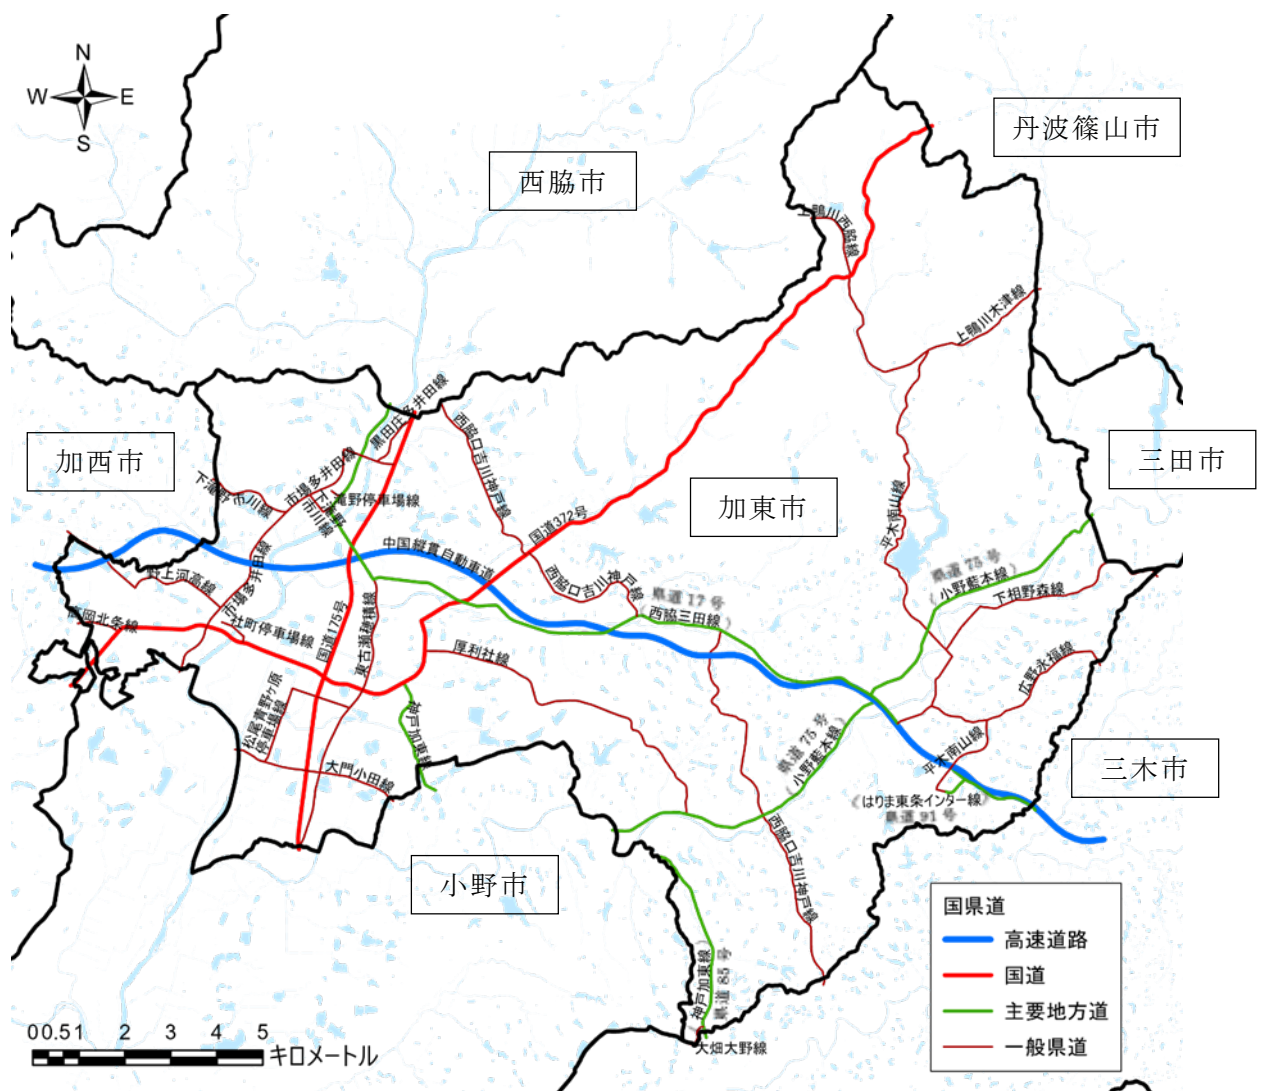 N
W
E
S
丹波篠山市
西脇市
上鴨川西脇線
上鴨川木津線
黒田庄多井田線
西脇口吉川神戸線
加西市
三田市
市場多井田線
下滝野市川線
滝野停車場線
下滝野
市川線
加東市
国道372号
平木南山線
中国縦貫自動車道
県道 75 号
(小野藍本線)
市場多井田線
野上河高線
西脇口吉川神戸線
県道 17 号
(西脇三田線)
下相野森線
高岡北条線
社町停車場線
国道175号
東古瀬穂積線
厚利社線
広野永福線
松尾青野ヶ原
停車場線
神戸加東線
県道 75 号
(小野藍本線)
平木南山線
三木市
大門小田線
(はりま東条インター線)
県道 91 号
西脇口吉川神戸線
小野市
(神戸加東線)
県道 85 号
大畑大野線
国県道
高速道路
国道
主要地方道
一般県道
0 0.5 1 2 3 4 5
キロメートル